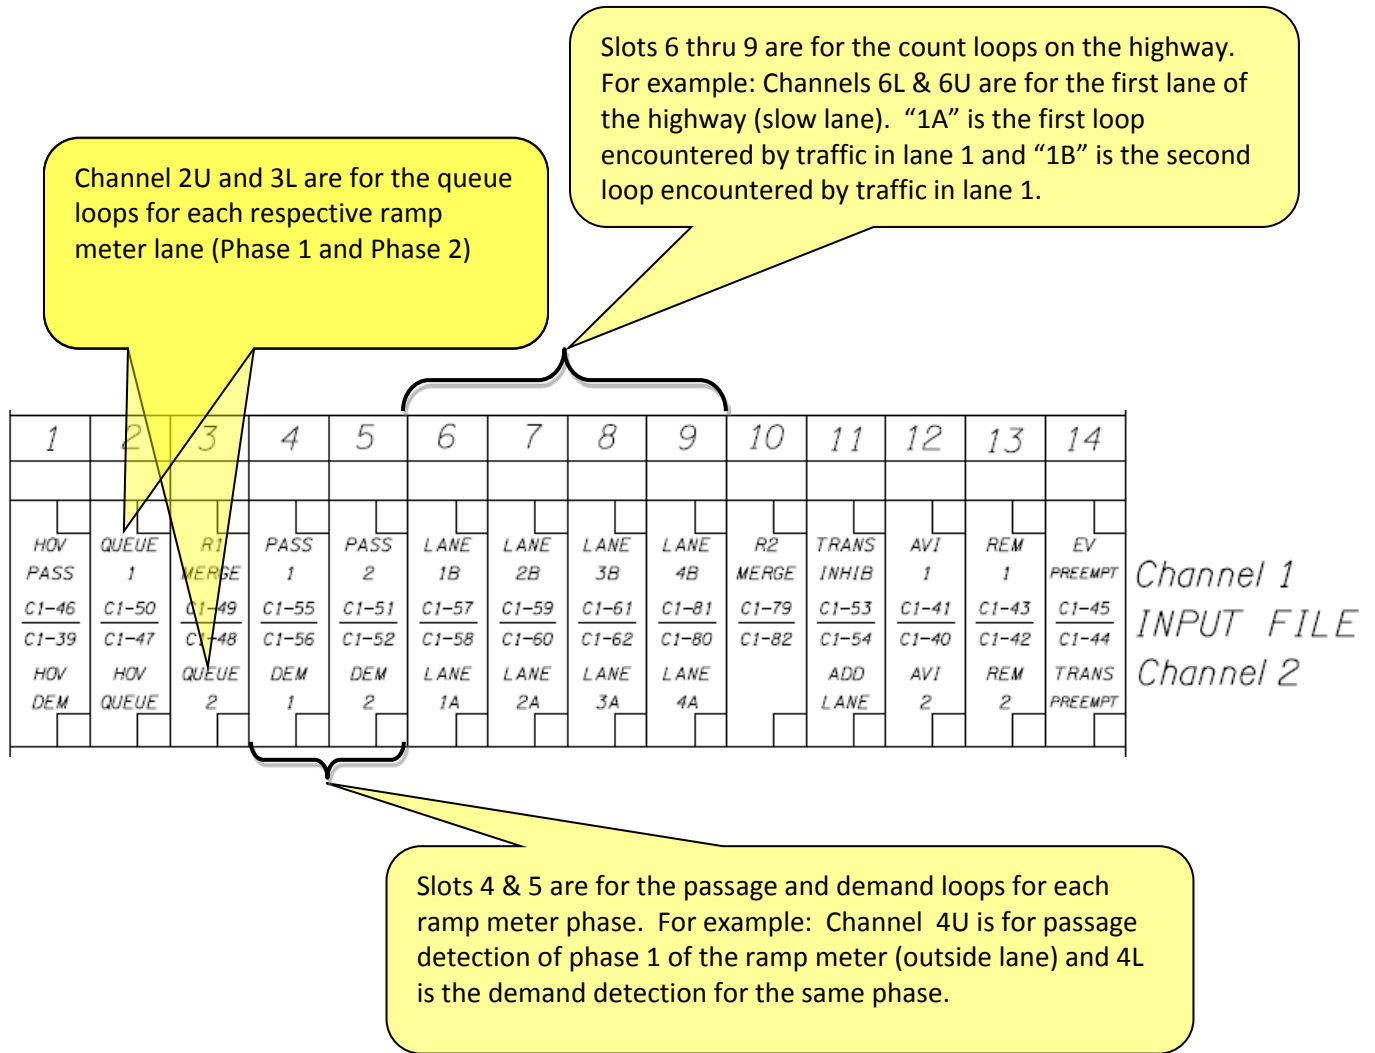 Slots 6 thru 9 are for the count loops on the highway.
For example: Channels 6L & 6U are for the first lane of
the highway (slow lane).  “1A” is the first loop
encountered by traffic in lane 1 and “1B” is the second
loop encountered by traffic in lane 1.
Channel 2U and 3L are for the queue
loops for each respective ramp
meter lane (Phase 1 and Phase 2)
1 2 3 4 5 6 7 8 9 10 11 12 13 14
HOV QUEUE R1 PASS PASS LANE LANE LANE LANE R2 TRANS AVI REM EV
PASS 1 MERGE 1 2 1B 2B 3B 4B MERGE INHIB 1 1 PREEMPT Channel 1
C1-46 C1-50 C1-49 C1-55 C1-51 C1-57 C1-59 C1-61 C1-81 C1-79 C1-53 C1-41 C1-43 C1-45
INPUT FILE
C1-39 C1-47 C1-48 C1-56 C1-52 C1-58 C1-60 C1-62 C1-80 C1-82 C1-54 C1-40 C1-42 C1-44
HOV HOV QUEUE DEM DEM LANE LANE LANE LANE ADD AVI REM TRANS Channel 2
DEM QUEUE 2 1 2 1A 2A 3A 4A LANE 2 2 PREEMPT
Slots 4 & 5 are for the passage and demand loops for each
ramp meter phase.  For example:  Channel  4U is for passage
detection of phase 1 of the ramp meter (outside lane) and 4L
is the demand detection for the same phase.